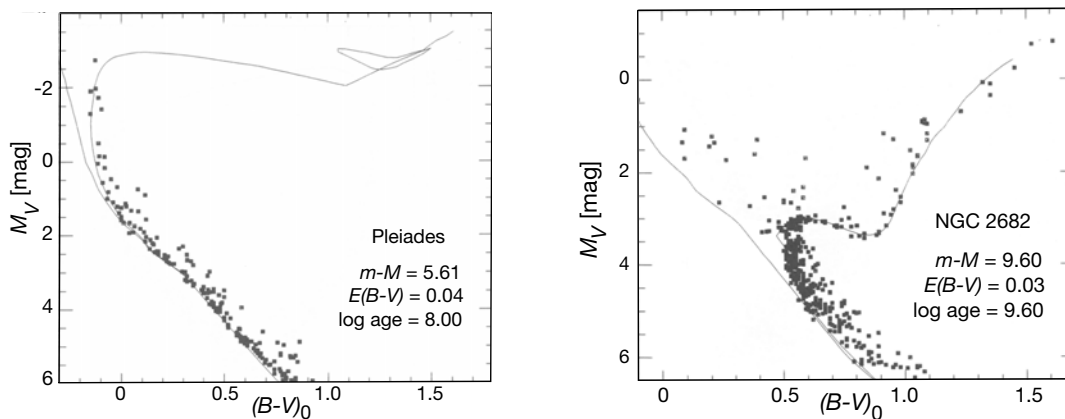 -2
0
2
4
6
M_V [mag]
Pleiades
m-M = 5.61
E(B-V) = 0.04
log age = 8.00
0 0.5 1.0 1.5
(B-V)_0
0
2
4
6
M_V [mag]
NGC 2682
m-M = 9.60
E(B-V) = 0.03
log age = 9.60
0 0.5 1.0 1.5
(B-V)_0